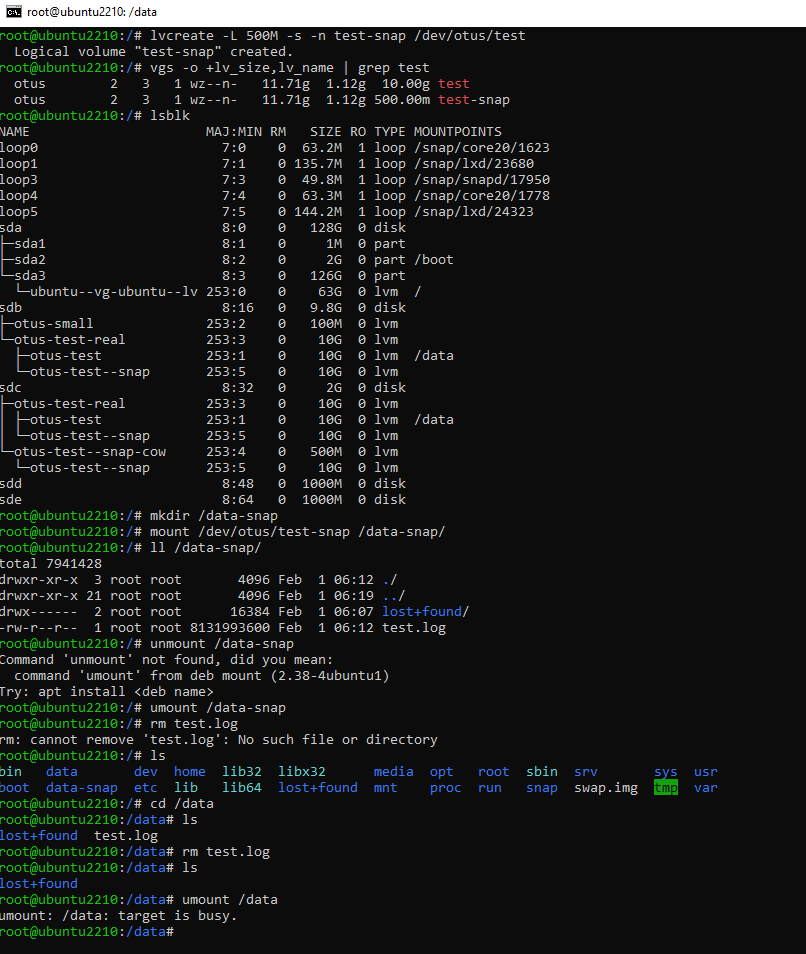 root@ubuntu2210: /data
root@ubuntu2210:/# lvcreate -L 500M -s -n test-snap /dev/otus/test
  Logical volume "test-snap" created.
root@ubuntu2210:/# vgs -o +lv_size,lv_name | grep test
  otus        2   3   1 wz--n-   11.71g  1.12g  10.00g test
  otus        2   3   1 wz--n-   11.71g  1.12g 500.00m test-snap
root@ubuntu2210:/# lsblk
NAME                      MAJ:MIN RM   SIZE RO TYPE MOUNTPOINTS
loop0                       7:0    0  63.2M  1 loop /snap/core20/1623
loop1                       7:1    0 135.7M  1 loop /snap/lxd/23680
loop3                       7:3    0  49.8M  1 loop /snap/snapd/17950
loop4                       7:4    0  63.3M  1 loop /snap/core20/1778
loop5                       7:5    0 144.2M  1 loop /snap/lxd/24323
sda                         8:0    0   128G  0 disk
├─sda1                      8:1    0     1M  0 part
├─sda2                      8:2    0     2G  0 part /boot
└─sda3                      8:3    0   126G  0 part
  └─ubuntu--vg-ubuntu--lv 253:0    0    63G  0 lvm  /
sdb                         8:16   0   9.8G  0 disk
├─otus-small              253:2    0   100M  0 lvm
└─otus-test-real          253:3    0    10G  0 lvm
  ├─otus-test             253:1    0    10G  0 lvm  /data
  └─otus-test--snap       253:5    0    10G  0 lvm
sdc                         8:32   0     2G  0 disk
├─otus-test-real          253:3    0    10G  0 lvm
│ ├─otus-test             253:1    0    10G  0 lvm  /data
│ └─otus-test--snap       253:5    0    10G  0 lvm
└─otus-test--snap-cow     253:4    0   500M  0 lvm
  └─otus-test--snap       253:5    0    10G  0 lvm
sdd                         8:48   0  1000M  0 disk
sde                         8:64   0  1000M  0 disk
root@ubuntu2210:/# mkdir /data-snap
root@ubuntu2210:/# mount /dev/otus/test-snap /data-snap/
root@ubuntu2210:/# ll /data-snap/
total 7941428
drwxr-xr-x  3 root root       4096 Feb  1 06:12 ./
drwxr-xr-x 21 root root       4096 Feb  1 06:19 ../
drwx------  2 root root      16384 Feb  1 06:07 lost+found/
-rw-r--r--  1 root root 8131993600 Feb  1 06:12 test.log
root@ubuntu2210:/# unmount /data-snap
Command 'unmount' not found, did you mean:
  command 'umount' from deb mount (2.38-4ubuntu1)
Try: apt install <deb name>
root@ubuntu2210:/# umount /data-snap
root@ubuntu2210:/# rm test.log
rm: cannot remove 'test.log': No such file or directory
root@ubuntu2210:/# ls
bin   data       dev  home  lib32  libx32      media  opt   root  sbin  srv       sys  usr
boot  data-snap  etc  lib   lib64  lost+found  mnt    proc  run   snap  swap.img  tmp  var
root@ubuntu2210:/# cd /data
root@ubuntu2210:/data# ls
lost+found  test.log
root@ubuntu2210:/data# rm test.log
root@ubuntu2210:/data# ls
lost+found
root@ubuntu2210:/data# umount /data
umount: /data: target is busy.
root@ubuntu2210:/data#